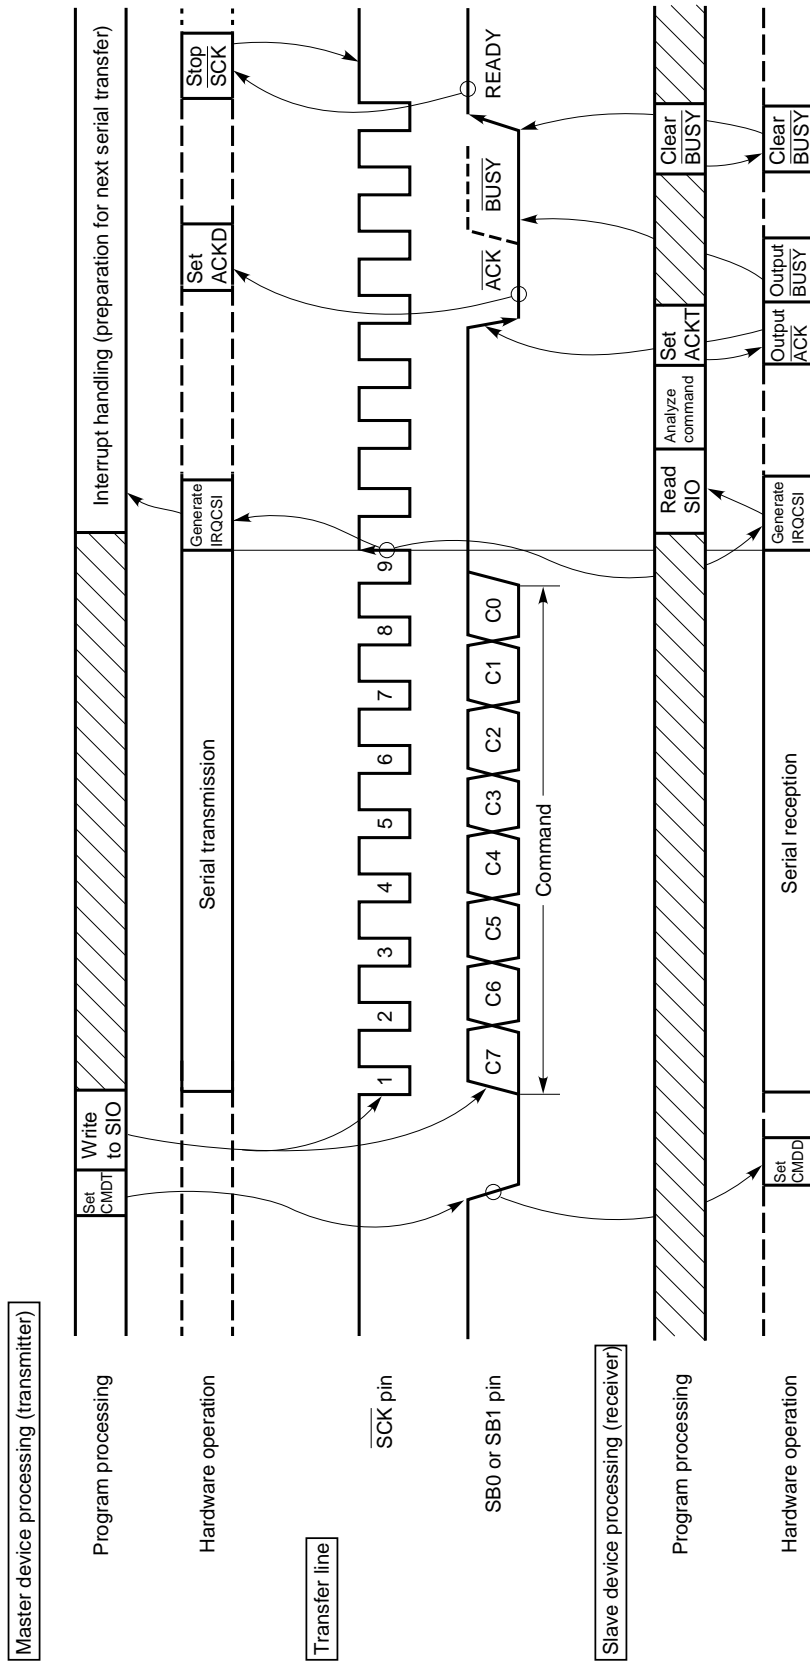 Master device processing (transmitter)
Program processing
Set
CMDT
Write
to SIO
Interrupt handling (preparation for next serial transfer)
Hardware operation
Serial transmission
Generate
IRQCSI
Set
ACKD
Stop
SCK
Transfer line
SCK pin
1
2
3
4
5
6
7
8
9
SB0 or SB1 pin
C7
C6
C5
C4
C3
C2
C1
C0
ACK
BUSY
READY
Command
Slave device processing (receiver)
Program processing
Read
SIO
Analyze
command
Set
ACKT
Clear
BUSY
Hardware operation
Set
CMDD
Serial reception
Generate
IRQCSI
Output
ACK
Output
BUSY
Clear
BUSY